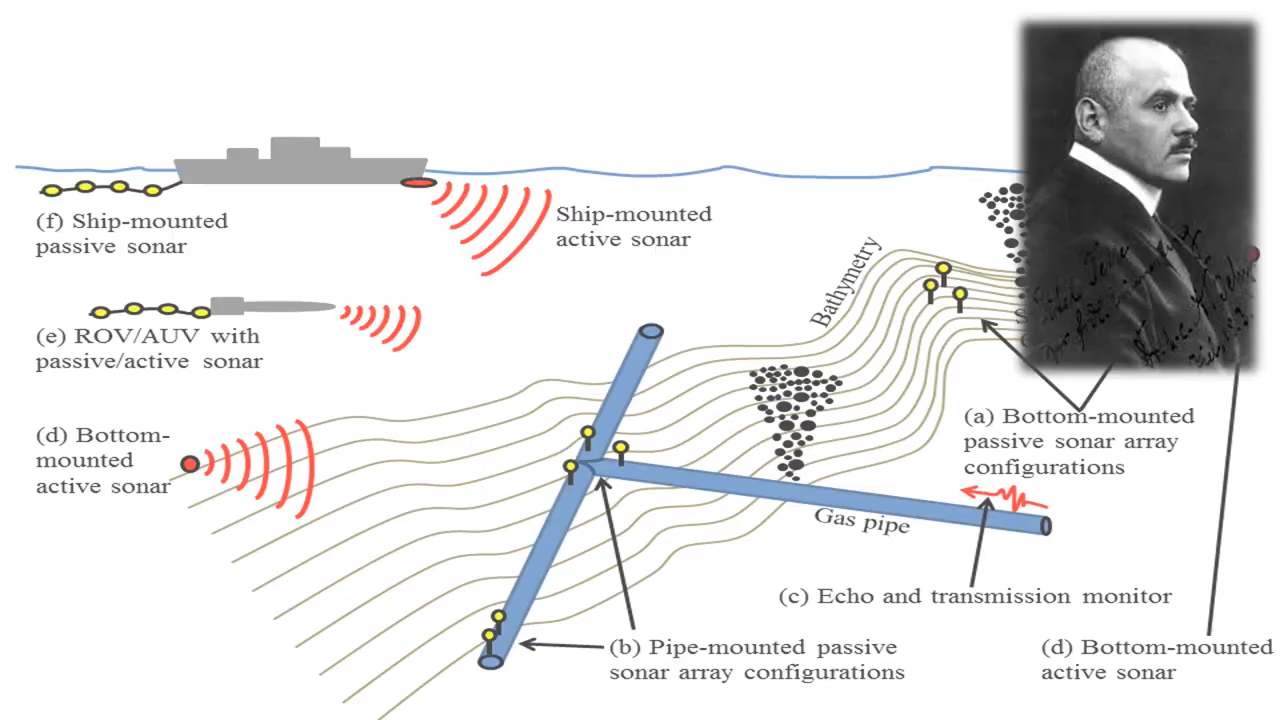 (f) Ship-mounted
passive sonar
Ship-mounted
active sonar
Bathymetry
(e) ROV/AUV with
passive/active sonar
(d) Bottom-
mounted
active sonar
(a) Bottom-mounted
passive sonar array
configurations
Gas pipe
(c) Echo and transmission monitor
(b) Pipe-mounted passive
sonar array configurations
(d) Bottom-mounted
active sonar